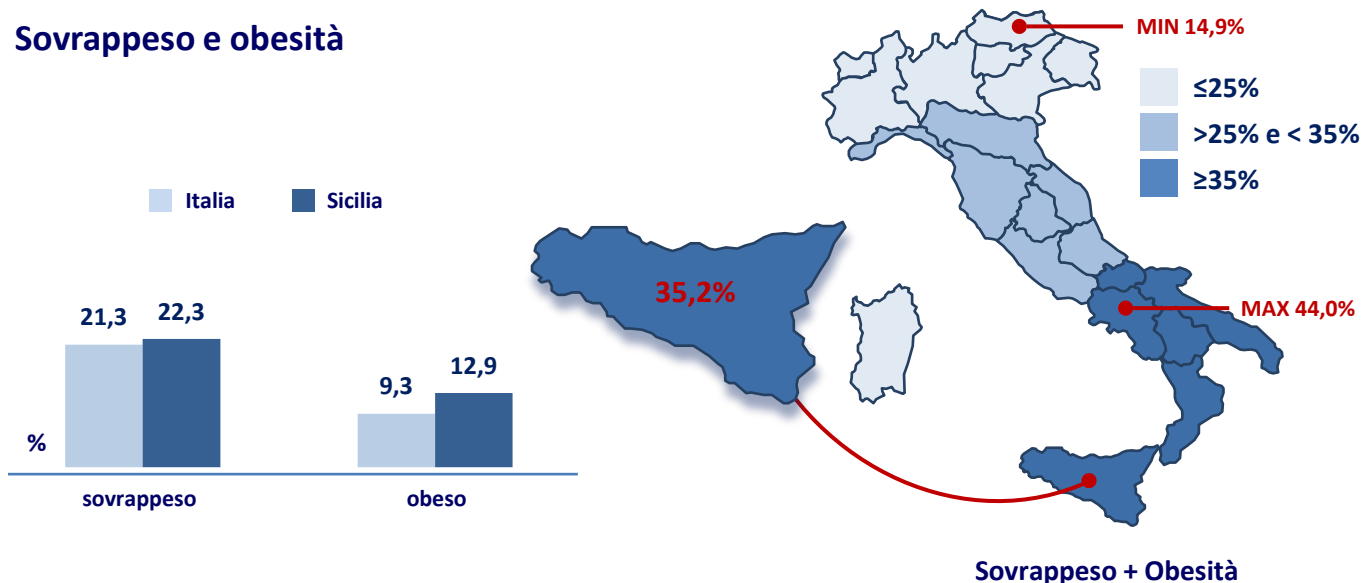 Sovrappeso e obesità
MIN 14,9%
≤25%
>25% e < 35%
≥35%
Italia
Sicilia
35,2%
MAX 44,0%
21,3
22,3
9,3
12,9
%
sovrappeso
obeso
Sovrappeso + Obesità